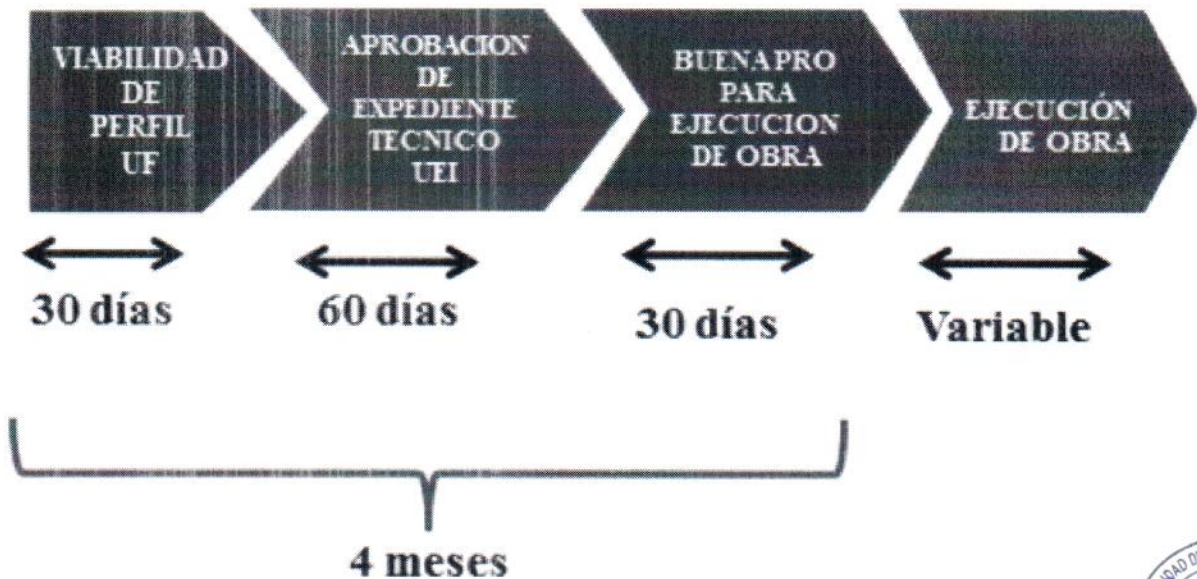 VIABILIDAD
DE
PERFIL
UF
APROBACION
DE
EXPEDIENTE
TECNICO
UEI
BUENAPRO
PARA
EJECUCION
DE OBRA
EJECUCIÓN
DE OBRA
30 días
60 días
30 días
Variable
4 meses